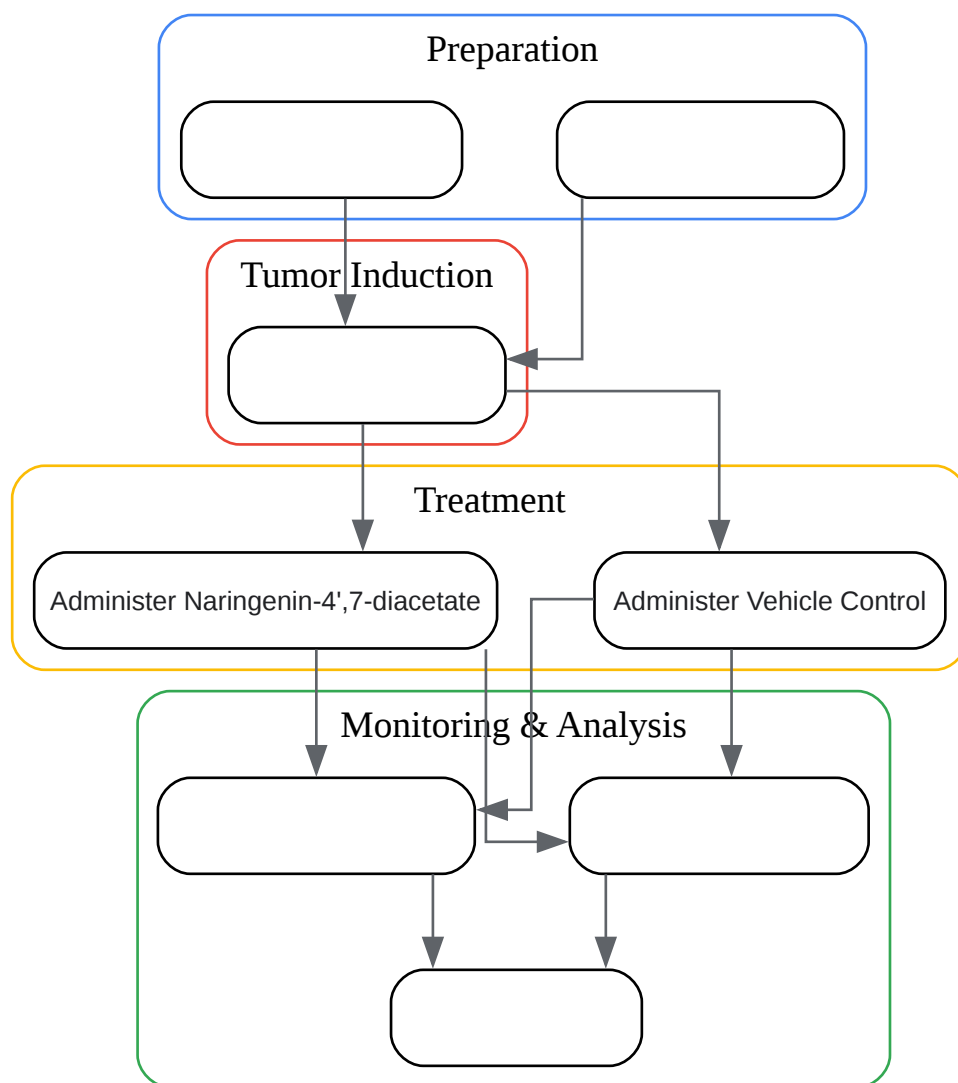 Preparation
Tumor Induction
Treatment
Administer Naringenin-4',7-diacetate
Administer Vehicle Control
Monitoring & Analysis